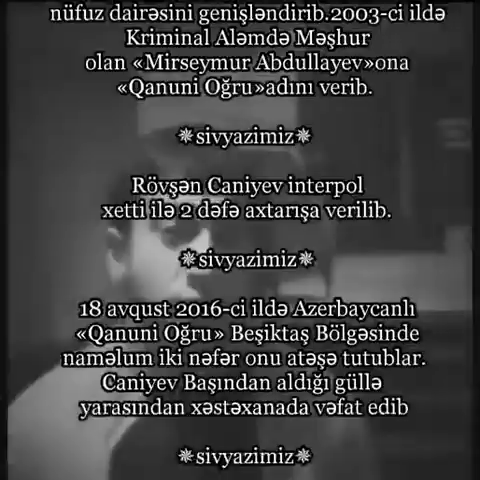 nüfuz dairəsini genişləndirib.2003-ci ildə
Kriminal Aləmdə Məşhur
olan «Mirseymur Abdullayev»ona
«Qanuni Oğru»adını verib.
✵sivyazimiz✵
Rövşən Caniyev interpol
xetti ilə 2 dəfə axtarışa verilib.
✵sivyazimiz✵
18 avqust 2016-ci ildə Azerbaycanlı
«Qanuni Oğru» Beşiktaş Bölgəsinde
naməlum iki nəfər onu atəşə tutublar.
Caniyev Başından aldığı güllə
yarasından xəstəxanada vəfat edib
✵sivyazimiz✵